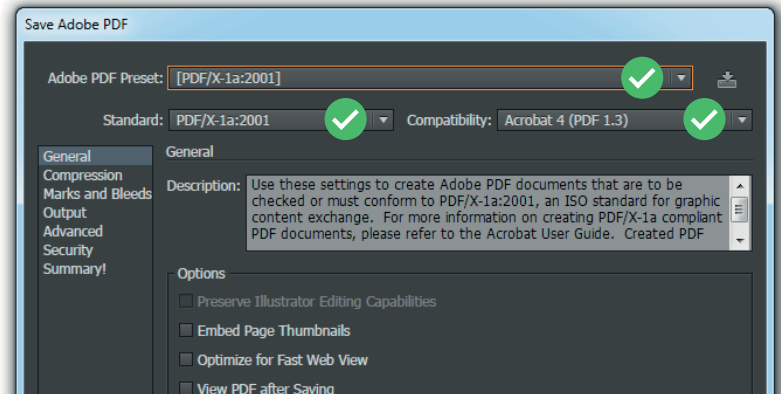 Save Adobe PDF
Adobe PDF Preset: [PDF/X-1a:2001]
Standard: PDF/X-1a:2001 Compatibility: Acrobat 4 (PDF 1.3)
General
Compression
Marks and Bleeds
Output
Advanced
Security
Summary!
General
Description: Use these settings to create Adobe PDF documents that are to be
checked or must conform to PDF/X-1a:2001, an ISO standard for graphic
content exchange. For more information on creating PDF/X-1a compliant
PDF documents, please refer to the Acrobat User Guide. Created PDF
Options
Preserve Illustrator Editing Capabilities
Embed Page Thumbnails
Optimize for Fast Web View
View PDF after Saving